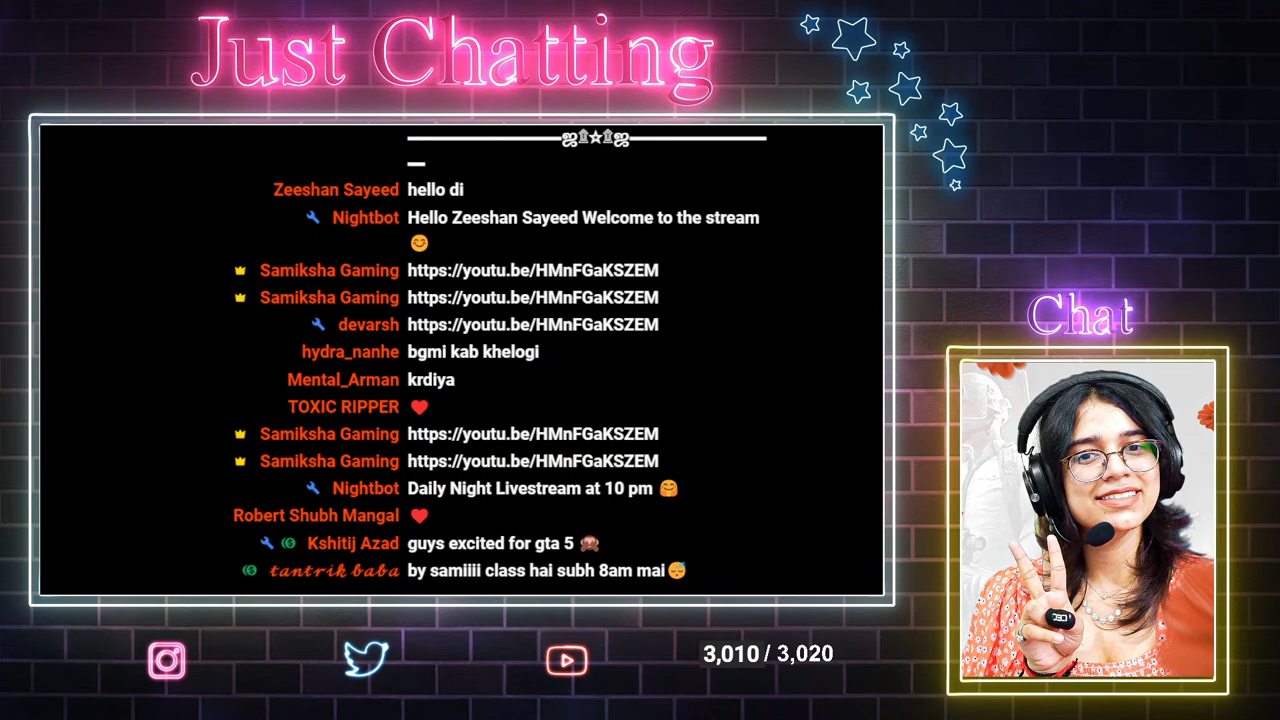 Just Chatting
Zeeshan Sayeed hello di
Nightbot Hello Zeeshan Sayeed Welcome to the stream
😊
Samiksha Gaming https://youtu.be/HMnFGaKSZEM
Samiksha Gaming https://youtu.be/HMnFGaKSZEM
devarsh https://youtu.be/HMnFGaKSZEM
hydra_nanhe bgmi kab khelogi
Mental_Arman krdiya
TOXIC RIPPER ❤️
Samiksha Gaming https://youtu.be/HMnFGaKSZEM
Samiksha Gaming https://youtu.be/HMnFGaKSZEM
Nightbot Daily Night Livestream at 10 pm 🤗
Robert Shubh Mangal ❤️
Kshitij Azad guys excited for gta 5 🙈
𝓽𝓪𝓷𝓽𝓻𝓲𝓴 𝓫𝓪𝓫𝓪 by samiiii class hai subh 8am mai😴
3,010 / 3,020
Chat